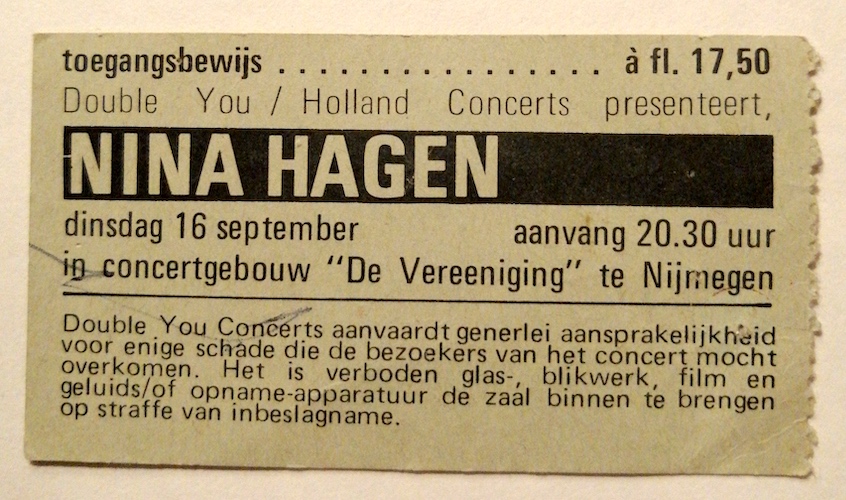 toegangsbewijs . . . . . . . . . . . . . . . . . à fl. 17,50
Double You / Holland Concerts presenteert,
NINA HAGEN
dinsdag 16 september aanvang 20.30 uur
in concertgebouw "De Vereeniging" te Nijmegen
Double You Concerts aanvaardt generlei aansprakelijkheid
voor enige schade die de bezoekers van het concert mocht
overkomen. Het is verboden glas-, blikwerk, film en
geluids/of opname-apparatuur de zaal binnen te brengen
op straffe van inbeslagname.